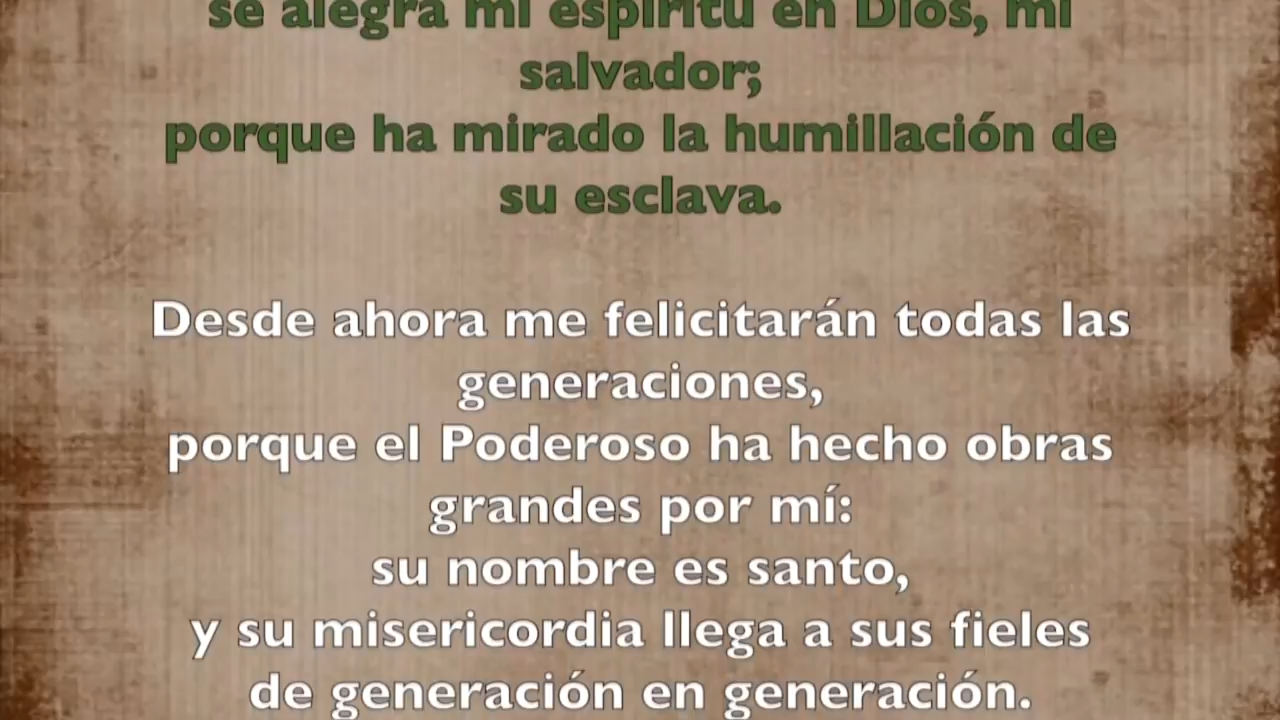 se alegra mi espíritu en Dios, mi
salvador;
porque ha mirado la humillación de
su esclava.
Desde ahora me felicitarán todas las
generaciones,
porque el Poderoso ha hecho obras
grandes por mí:
su nombre es santo,
y su misericordia llega a sus fieles
de generación en generación.